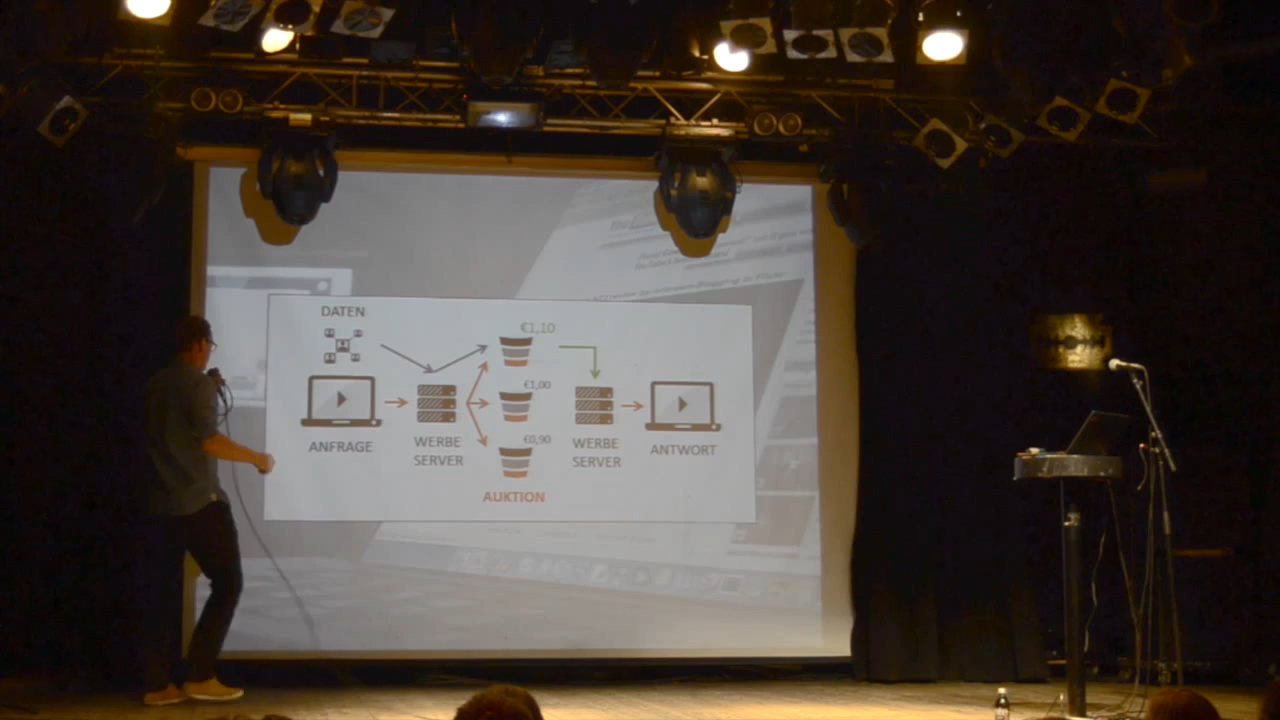 DATEN
€1,10
€1,00
€0,90
ANFRAGE
WERBE
SERVER
WERBE
SERVER
ANTWORT
AUKTION